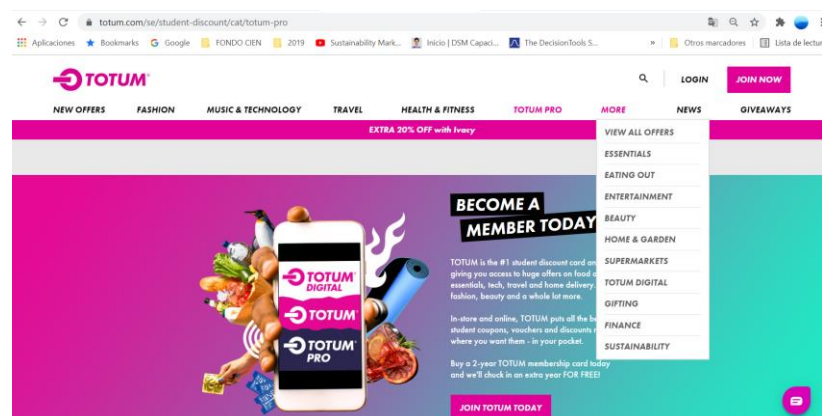 totum.com/se/student-discount/cat/totum-pro
Aplicaciones Bookmarks Google FONDO CIEN 2019 Sustainability Mark... Inicio | DSM Capaci... The DecisionTools S... » Otros marcadores Lista de lectur
TOTUM
LOGIN JOIN NOW
NEW OFFERS FASHION MUSIC & TECHNOLOGY TRAVEL HEALTH & FITNESS TOTUM PRO MORE NEWS GIVEAWAYS
EXTRA 20% OFF with Ivacy
VIEW ALL OFFERS
ESSENTIALS
EATING OUT
ENTERTAINMENT
BEAUTY
HOME & GARDEN
SUPERMARKETS
TOTUM DIGITAL
GIFTING
FINANCE
SUSTAINABILITY
BECOME A
MEMBER TODAY
TOTUM is the #1 student discount card an
giving you access to huge offers on food a
essentials, tech, travel and home delivery.
fashion, beauty and a whole lot more.
In-store and online, TOTUM puts all the be
student coupons, vouchers and discounts
where you want them - in your pocket.
Buy a 2-year TOTUM membership card today
and we'll chuck in an extra year FOR FREE!
JOIN TOTUM TODAY
TOTUM
DIGITAL
TOTUM
TOTUM
PRO